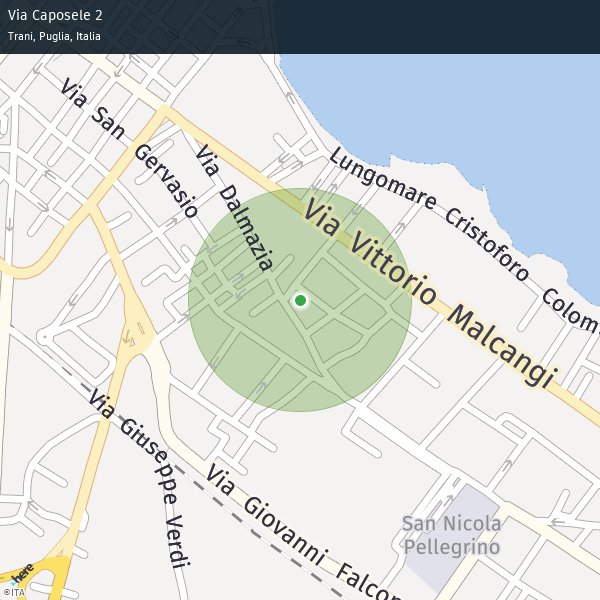 Via Caposele 2
Trani, Puglia, Italia
Via San Gervasio
Via Dalmazia
Lungomare Cristoforo Colom
Via Vittorio Malcangi
Via Giuseppe Verdi
Via Giovanni Falcon
San Nicola
Pellegrino
here
©ITA